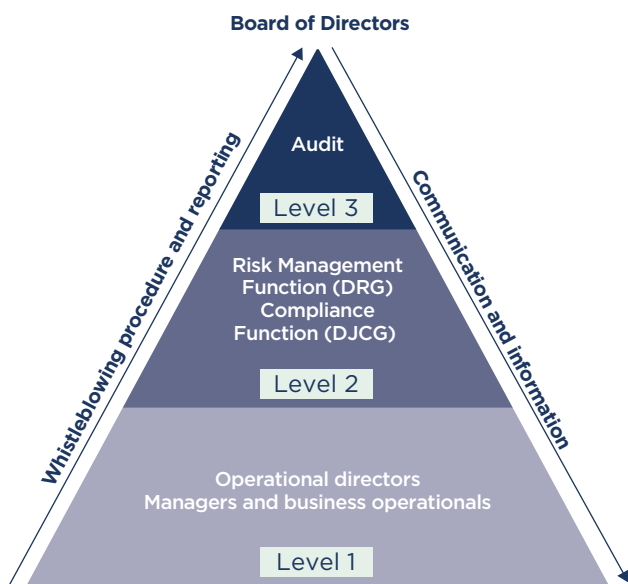 Board of Directors
Whistleblowing procedure and reporting
Communication and information
Audit
Level 3
Risk Management
Function (DRG)
Compliance
Function (DJCG)
Level 2
Operational directors
Managers and business operationals
Level 1